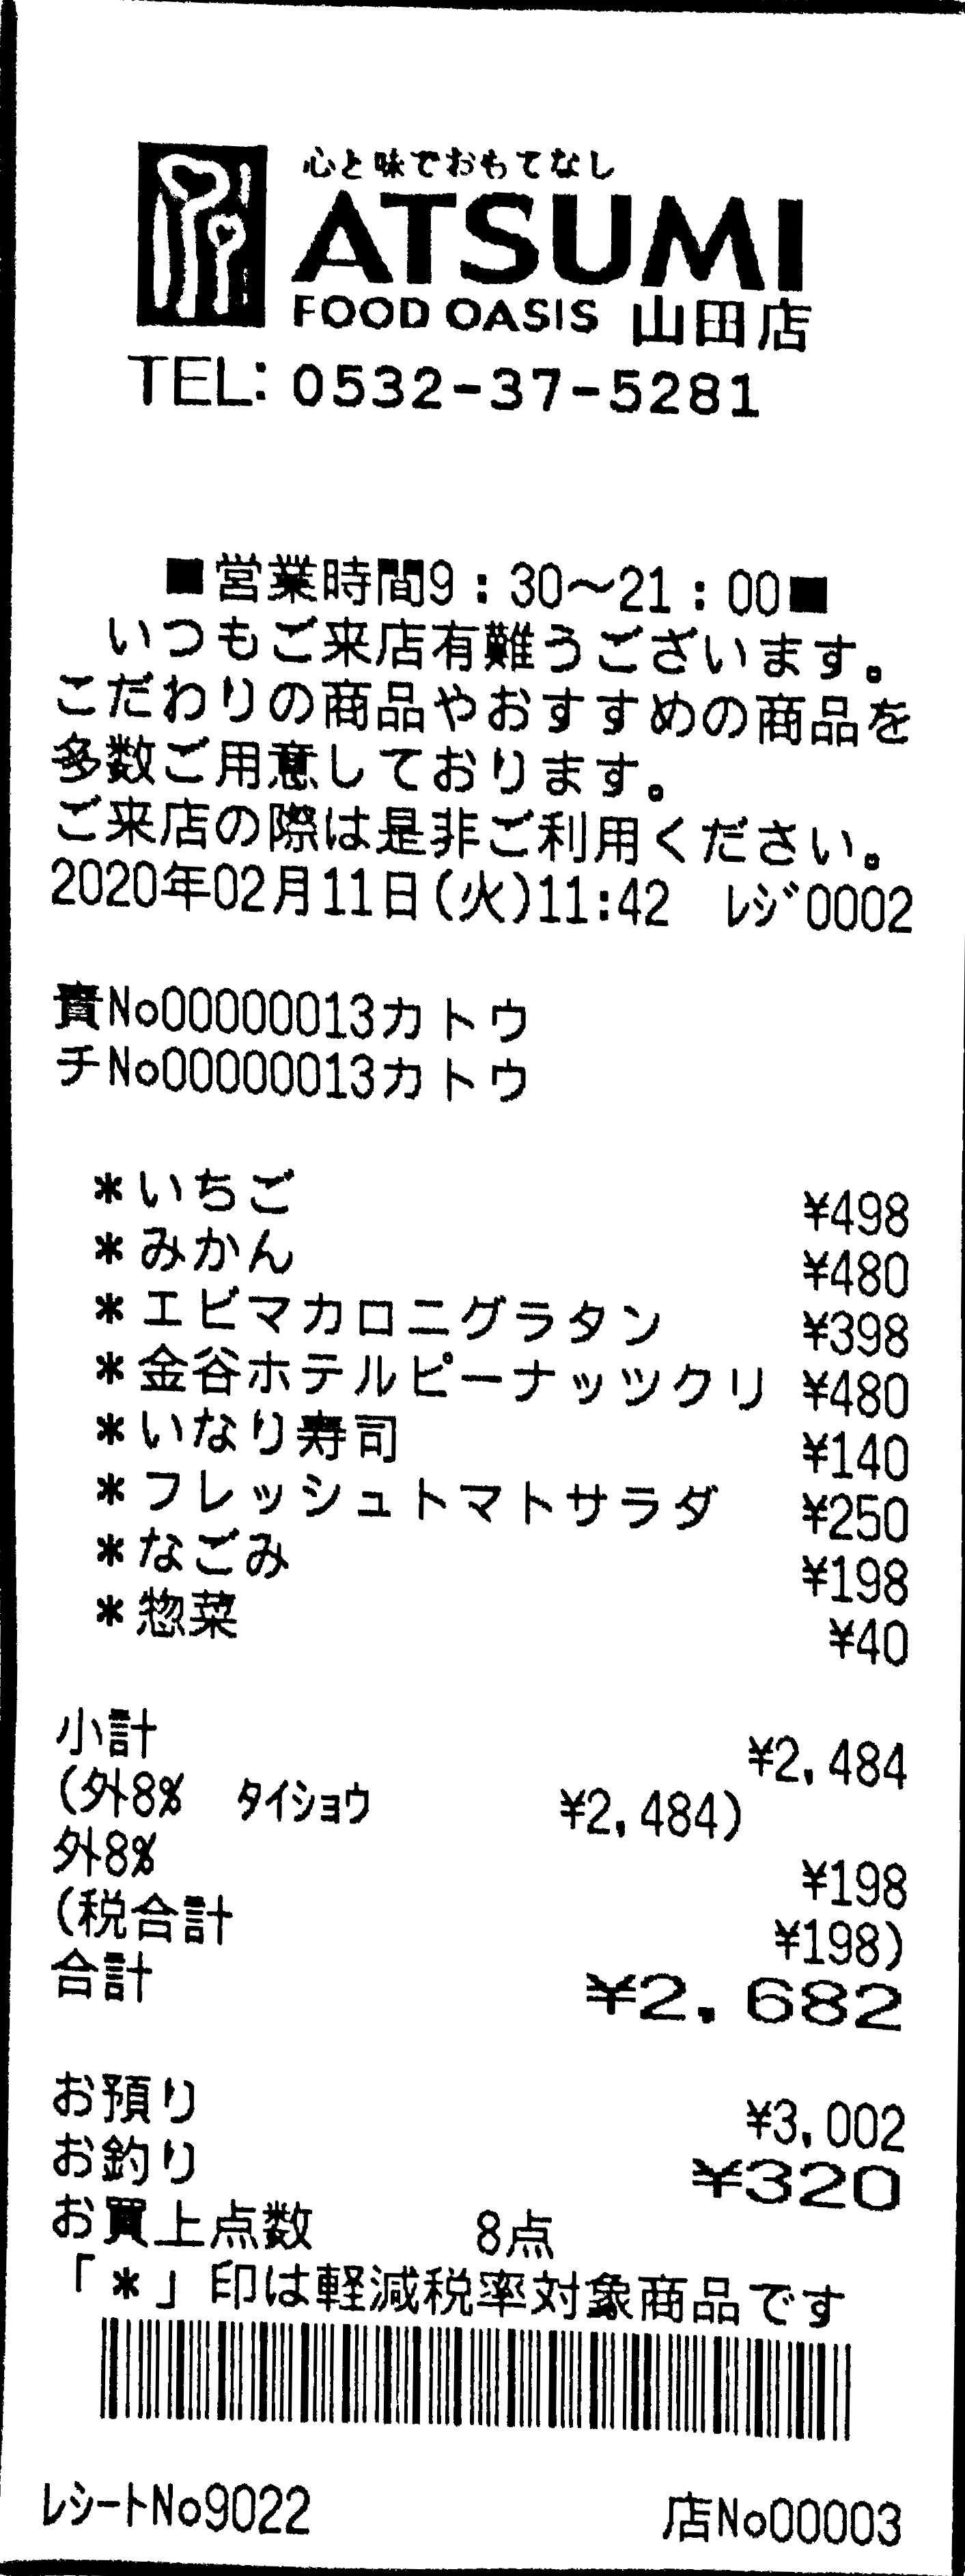 心と味でおもてなし
ATSUMI
FOOD OASIS 山田店
TEL: 0532-37-5281
■営業時間9:30〜21:00■
いつもご来店有難うございます。
こだわりの商品やおすすめの商品を
多数ご用意しております。
ご来店の際は是非ご利用ください。
2020年02月11日(火)11:42 ﾚｼﾞ0002
責No00000013カトウ
チNo00000013カトウ
*いちご ¥498
*みかん ¥480
*エビマカロニグラタン ¥398
*金谷ホテルピーナッツクリ ¥480
*いなり寿司 ¥140
*フレッシュトマトサラダ ¥250
*なごみ ¥198
*惣菜 ¥40
小計 ¥2,484
(外8% ﾀｲｼｮｳ ¥2,484)
外8% ¥198
(税合計 ¥198)
合計 ¥2,682
お預り ¥3,002
お釣り ¥320
お買上点数 8点
「*」印は軽減税率対象商品です
ﾚｼｰﾄNo9022 店No00003